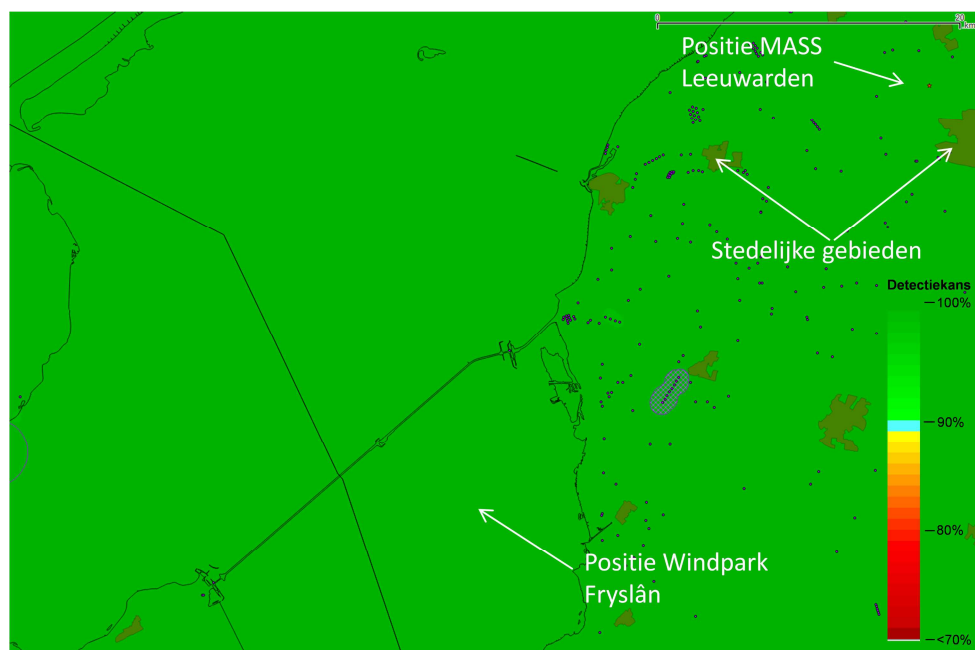 0
20
km
Positie MASS
Leeuwarden
Stedelijke gebieden
Detectiekans
100%
90%
80%
<70%
Positie Windpark
Fryslân